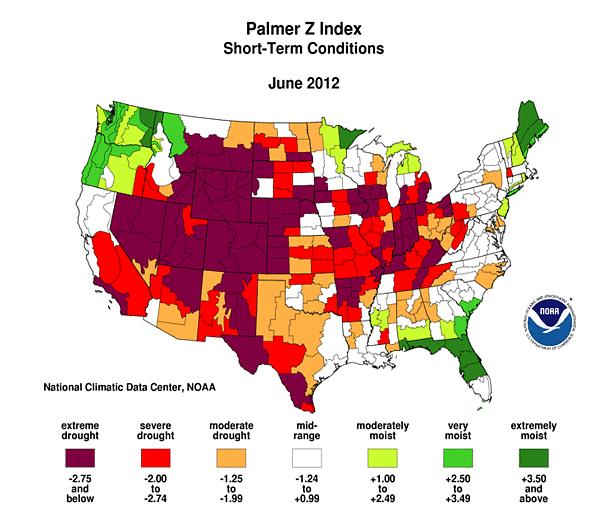 Palmer Z Index
Short-Term Conditions
June 2012
NOAA
National Climatic Data Center, NOAA
extreme drought
severe drought
moderate drought
mid-range
moderately moist
very moist
extremely moist
-2.75 and below
-2.00 to -2.74
-1.25 to -1.99
-1.24 to +0.99
+1.00 to +2.49
+2.50 to +3.49
+3.50 and above